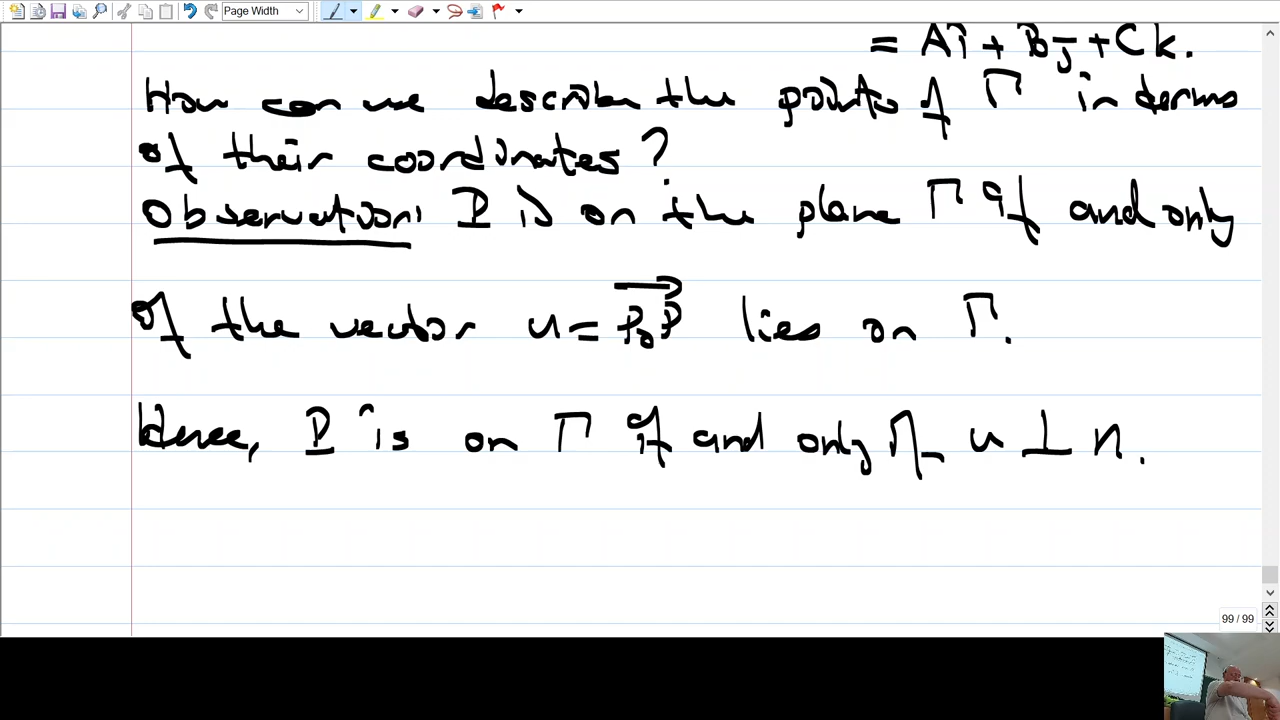 Page Width
= Ai + Bj + Ck.
How can we describe the points of Γ in terms
of their coordinates?
Observation: P is on the plane Γ if and only
if the vector u = P₀P lies on Γ.
Hence, P is on Γ if and only if u ⊥ n.
99 / 99